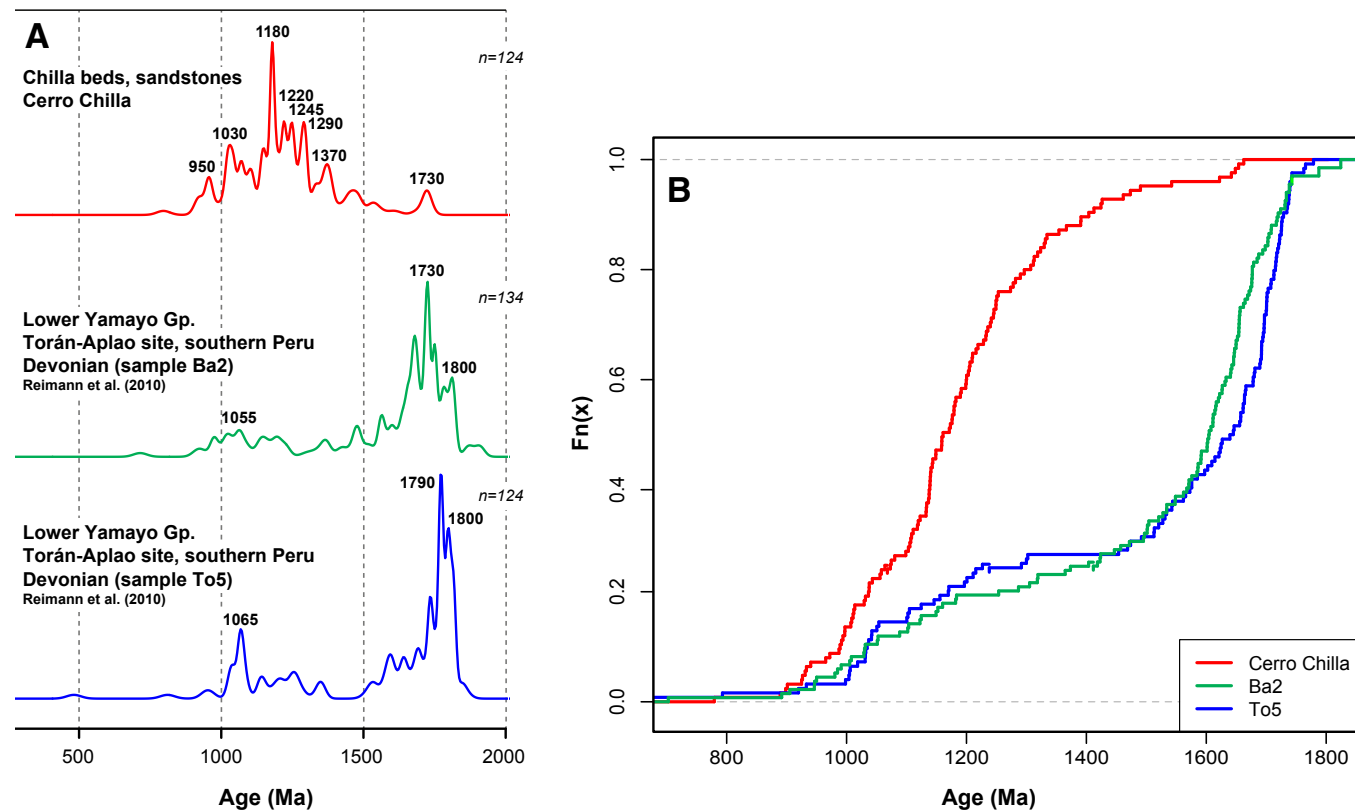 A
1180
n=124
Chilla beds, sandstones
Cerro Chilla
1220
1245
1290
1030
1370
950
1730
1730
n=134
Lower Yamayo Gp.
Torán-Aplao site, southern Peru
Devonian (sample Ba2)
Reimann et al. (2010)
1800
1055
1790
n=124
1800
Lower Yamayo Gp.
Torán-Aplao site, southern Peru
Devonian (sample To5)
Reimann et al. (2010)
1065
500 1000 1500 2000
Age (Ma)
B
1.0
0.8
0.6
0.4
0.2
0.0
Fn(x)
Cerro Chilla
Ba2
To5
800 1000 1200 1400 1600 1800
Age (Ma)